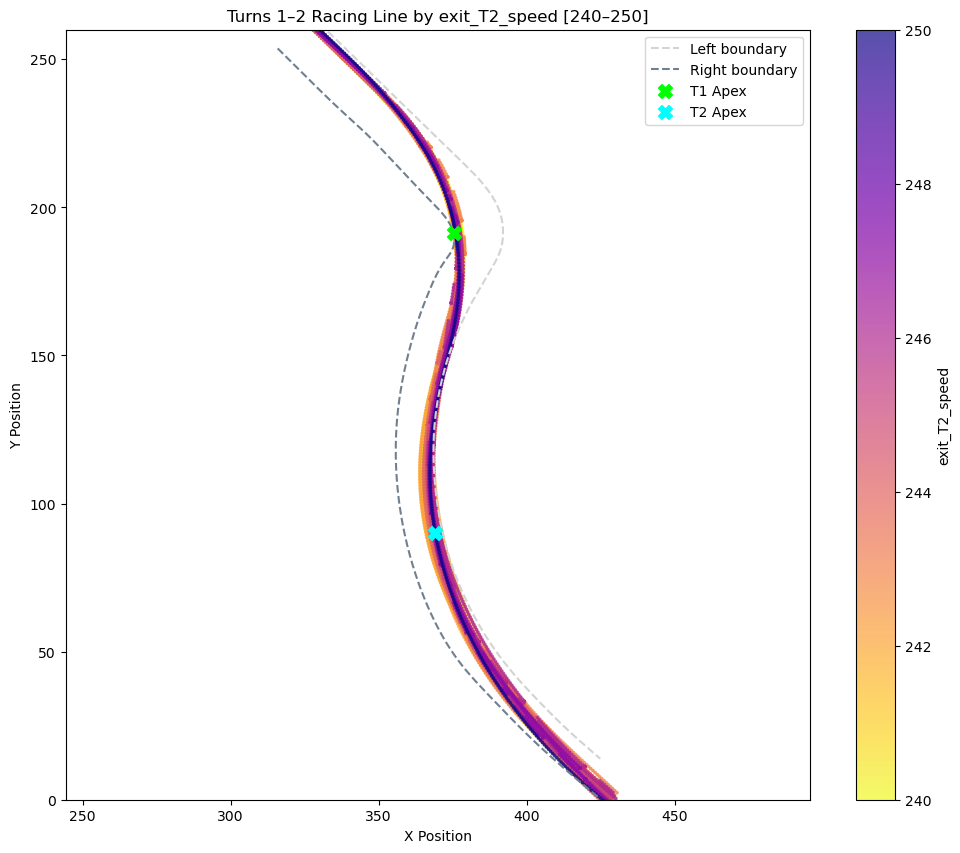 Turns 1–2 Racing Line by exit_T2_speed [240–250]
Left boundary
Right boundary
T1 Apex
T2 Apex
250
200
150
100
50
0
Y Position
250
300
350
400
450
X Position
250
248
246
244
242
240
exit_T2_speed